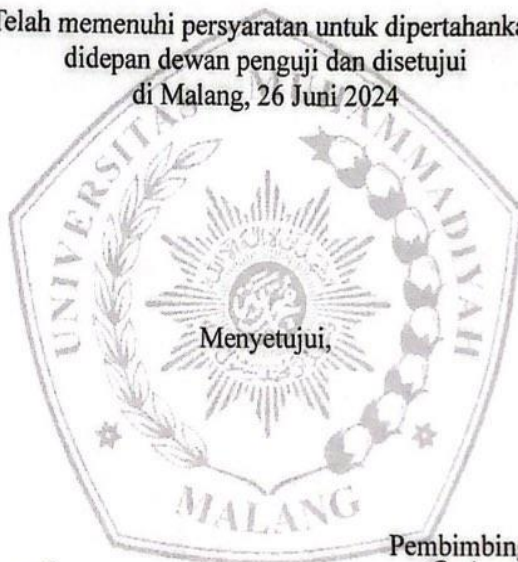 Telah memenuhi persyaratan untuk dipertahanka
didepan dewan penguji dan disetujui
di Malang, 26 Juni 2024
UNIVERSITAS MUHAMMADIYAH
Menyetujui,
MALANG
Pembimbing